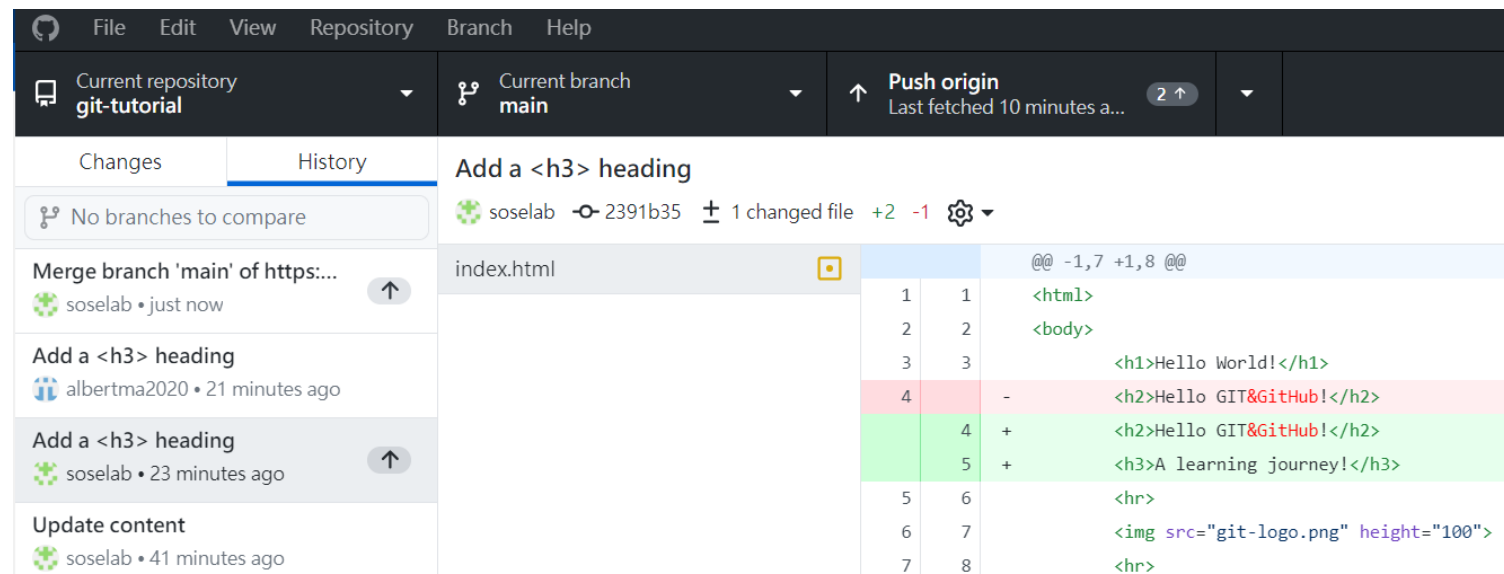 File Edit View Repository Branch Help
Current repository
git-tutorial
Current branch
main
Push origin
Last fetched 10 minutes a...
2
Changes History
No branches to compare
Merge branch 'main' of https:...
soselab • just now
Add a <h3> heading
albertma2020 • 21 minutes ago
Add a <h3> heading
soselab • 23 minutes ago
Update content
soselab • 41 minutes ago
Add a <h3> heading
soselab 2391b35 1 changed file +2 -1
index.html
@@ -1,7 +1,8 @@
1 1 <html>
2 2 <body>
3 3 <h1>Hello World!</h1>
4 - <h2>Hello GIT&GitHub!</h2>
4 + <h2>Hello GIT&GitHub!</h2>
5 + <h3>A learning journey!</h3>
5 6 <hr>
6 7 <img src="git-logo.png" height="100">
7 8 <hr>